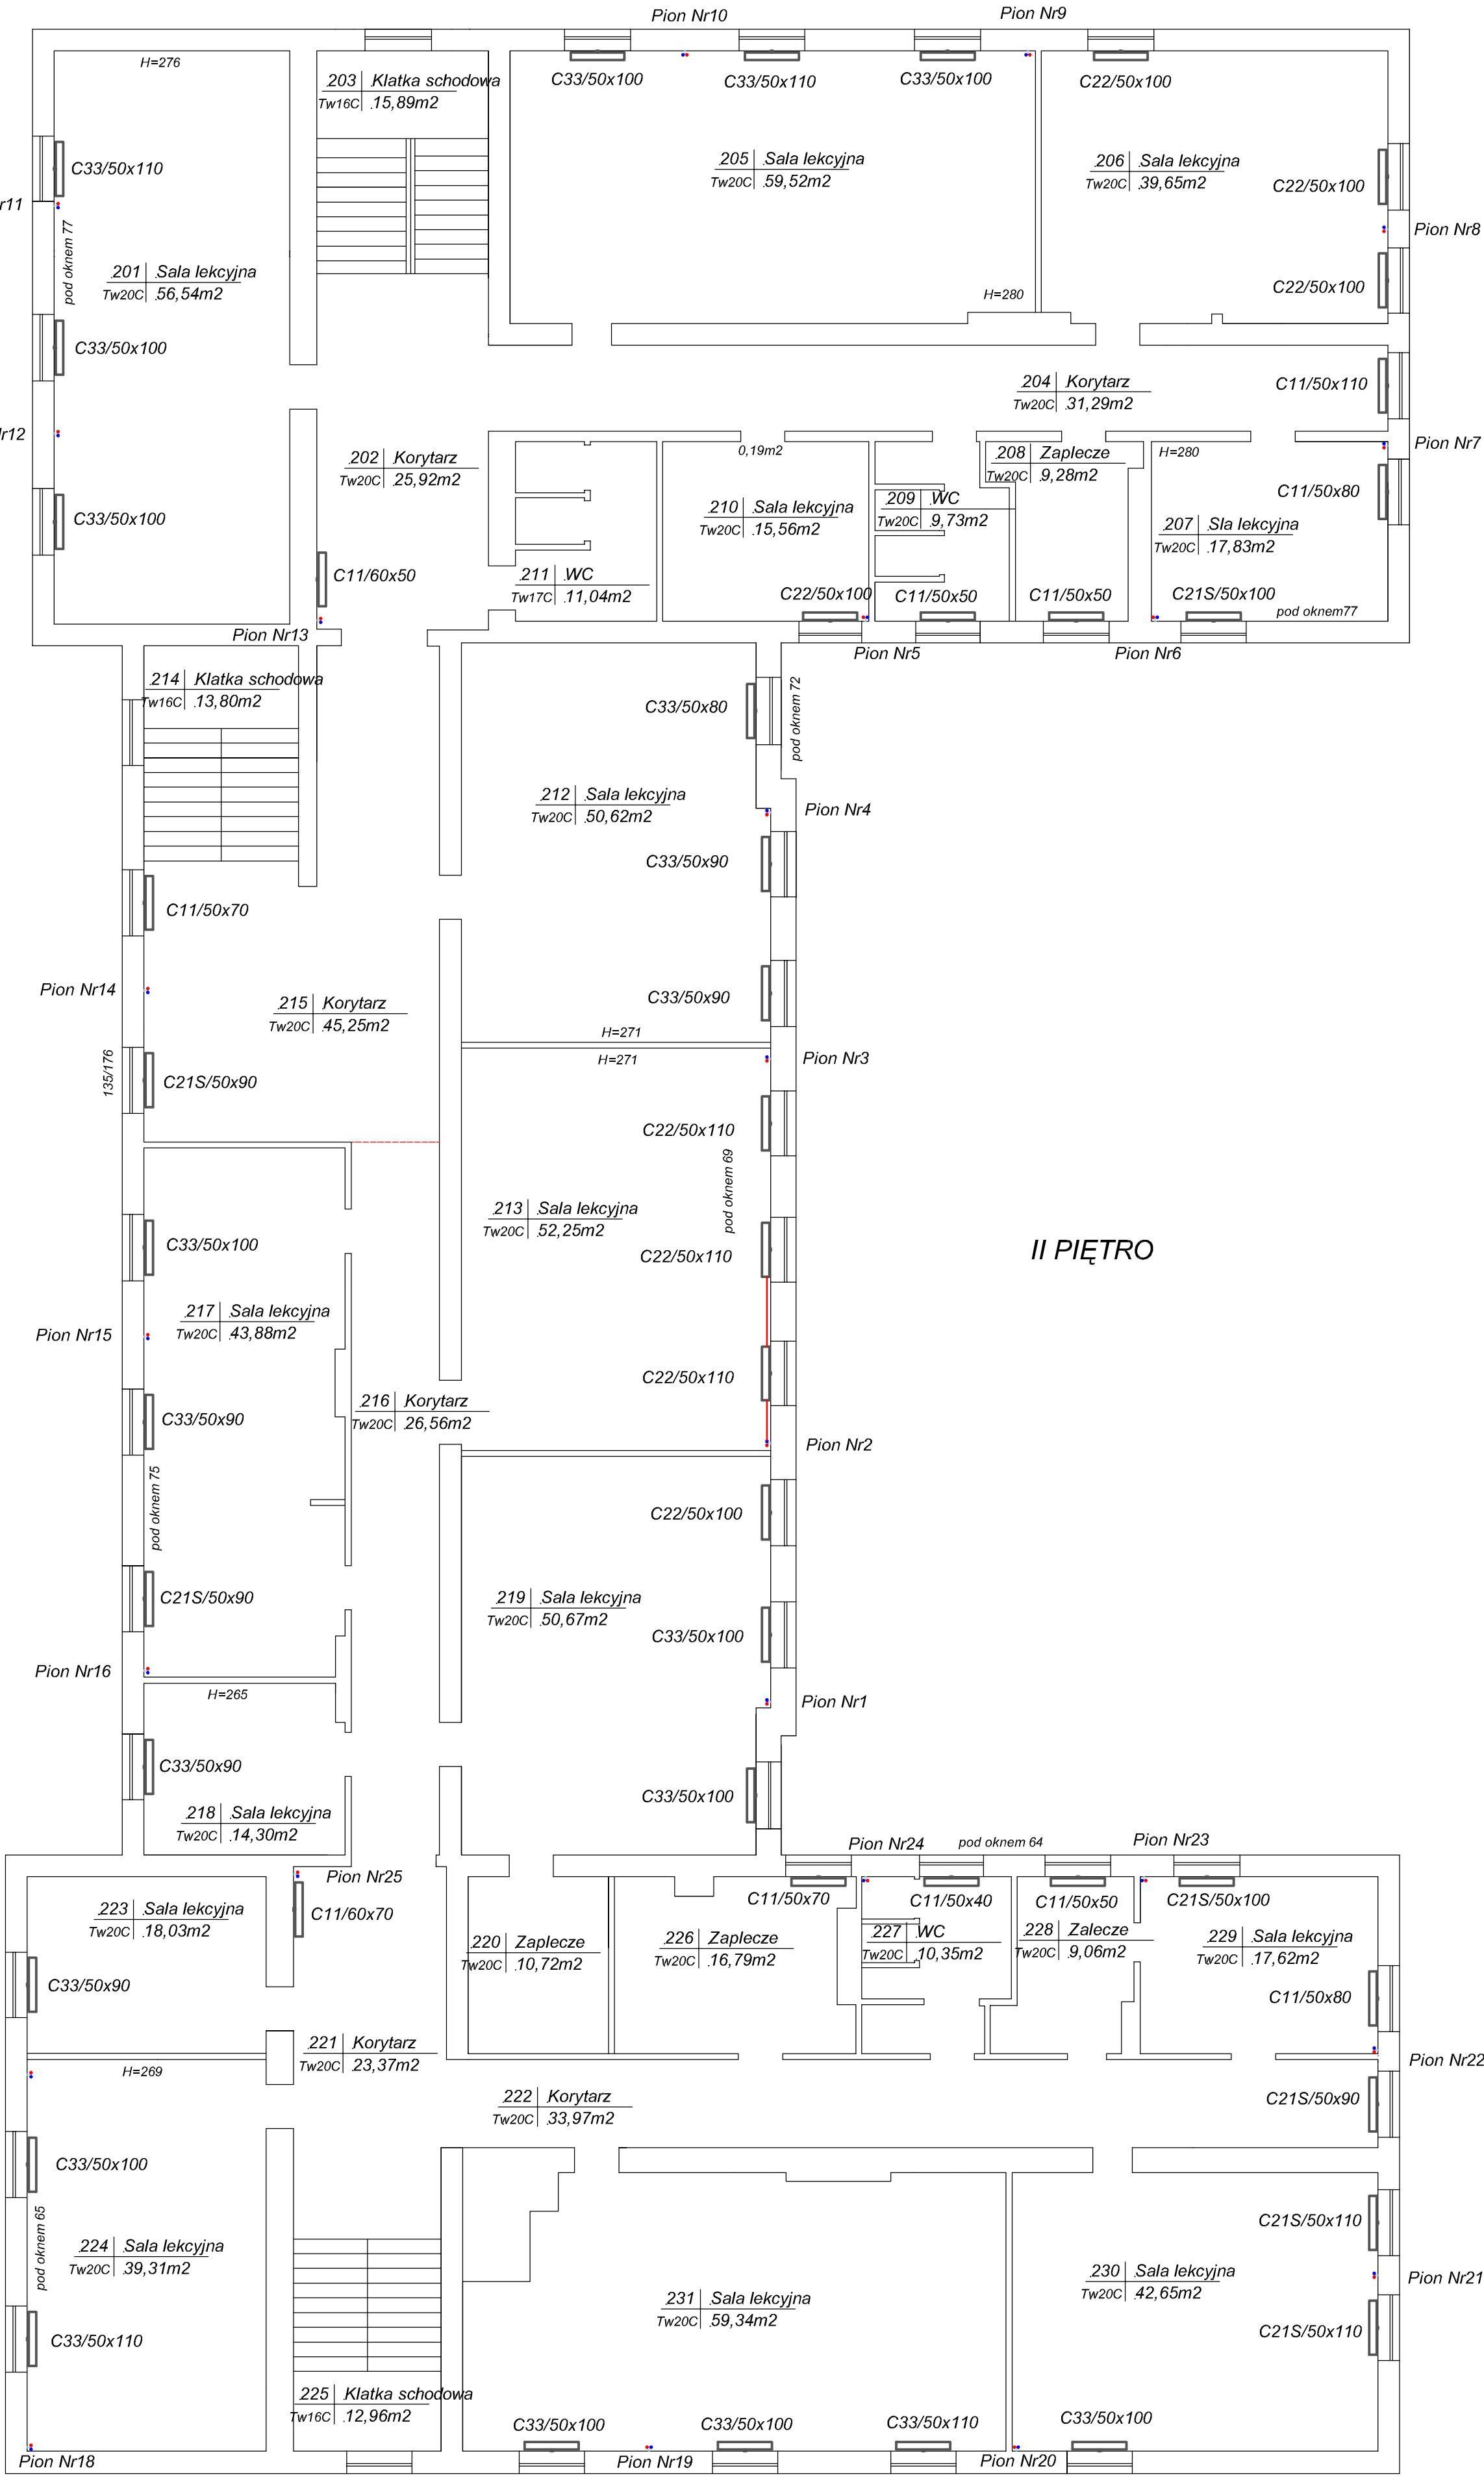 Pion Nr10
Pion Nr9
H=276
203 Klatka schodowa
Tw16C 15,89m2
C33/50x100
C33/50x110
C33/50x100
C22/50x100
C33/50x110
205 Sala lekcyjna
Tw20C 59,52m2
206 Sala lekcyjna
Tw20C 39,65m2
C22/50x100
r11
Pion Nr8
pod oknem 77
201 Sala lekcyjna
Tw20C 56,54m2
C22/50x100
H=280
C33/50x100
204 Korytarz
Tw20C 31,29m2
C11/50x110
Nr12
Pion Nr7
202 Korytarz
Tw20C 25,92m2
0,19m2
208 Zaplecze
Tw20C 9,28m2
H=280
C11/50x80
C33/50x100
210 Sala lekcyjna
Tw20C 15,56m2
209 WC
Tw20C 9,73m2
207 Sla lekcyjna
Tw20C 17,83m2
C11/60x50
211 WC
Tw17C 11,04m2
C22/50x100
C11/50x50
C11/50x50
C21S/50x100
pod oknem77
Pion Nr13
Pion Nr5
Pion Nr6
214 Klatka schodowa
Tw16C 13,80m2
C33/50x80
pod oknem 72
212 Sala lekcyjna
Tw20C 50,62m2
Pion Nr4
C33/50x90
C11/50x70
Pion Nr14
C33/50x90
215 Korytarz
Tw20C 45,25m2
H=271
H=271
Pion Nr3
135/176
C21S/50x90
C22/50x110
pod oknem 69
213 Sala lekcyjna
Tw20C 52,25m2
C33/50x100
C22/50x110
II PIĘTRO
217 Sala lekcyjna
Tw20C 43,88m2
Pion Nr15
C22/50x110
216 Korytarz
Tw20C 26,56m2
C33/50x90
Pion Nr2
pod oknem 75
C22/50x100
C21S/50x90
219 Sala lekcyjna
Tw20C 50,67m2
C33/50x100
Pion Nr16
H=265
Pion Nr1
C33/50x90
C33/50x100
218 Sala lekcyjna
Tw20C 14,30m2
Pion Nr24
pod oknem 64
Pion Nr23
Pion Nr25
C11/50x70
C11/50x40
C11/50x50
C21S/50x100
223 Sala lekcyjna
Tw20C 18,03m2
C11/60x70
220 Zaplecze
Tw20C 10,72m2
226 Zaplecze
Tw20C 16,79m2
227 WC
Tw20C 10,35m2
228 Zalecze
Tw20C 9,06m2
229 Sala lekcyjna
Tw20C 17,62m2
C33/50x90
C11/50x80
221 Korytarz
Tw20C 23,37m2
Pion Nr22
H=269
222 Korytarz
Tw20C 33,97m2
C21S/50x90
C33/50x100
C21S/50x110
pod oknem 65
224 Sala lekcyjna
Tw20C 39,31m2
230 Sala lekcyjna
Tw20C 42,65m2
Pion Nr21
231 Sala lekcyjna
Tw20C 59,34m2
C33/50x110
C21S/50x110
225 Klatka schodowa
Tw16C 12,96m2
C33/50x100
C33/50x100
C33/50x110
C33/50x100
Pion Nr18
Pion Nr19
Pion Nr20